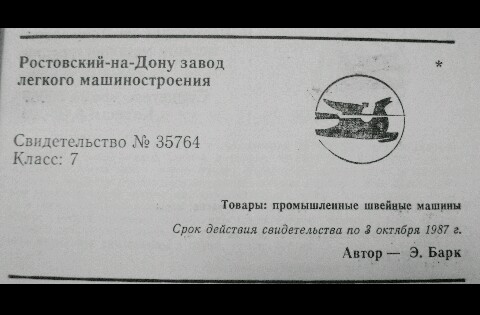 Ростовский-на-Дону завод
легкого машиностроения
*
Свидетельство № 35764
Класс: 7
Товары: промышленные швейные машины
Срок действия свидетельства по 3 октября 1987 г.
Автор — Э. Барк